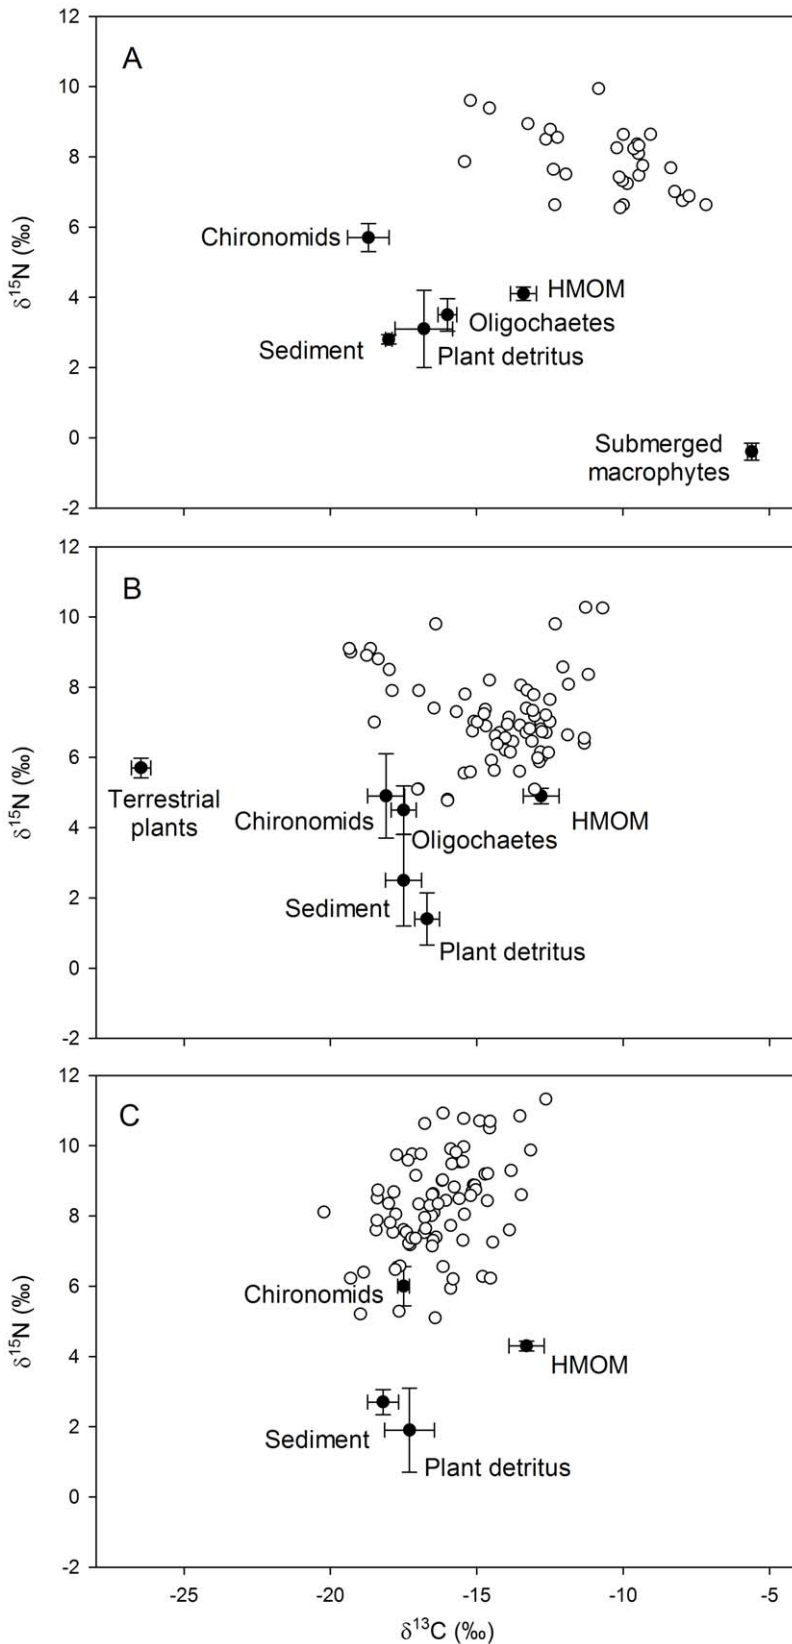 12
A
10
8
6
Chironomids
4
HMOM
Oligochaetes
Sediment
Plant detritus
2
0
Submerged
macrophytes
-2
δ¹⁵N (‰)
12
B
10
8
6
Terrestrial
plants
Chironomids
HMOM
4
Oligochaetes
Sediment
2
Plant detritus
0
-2
δ¹⁵N (‰)
12
C
10
8
6
Chironomids
4
HMOM
2
Sediment
Plant detritus
0
-2
δ¹⁵N (‰)
-25 -20 -15 -10 -5
δ¹³C (‰)